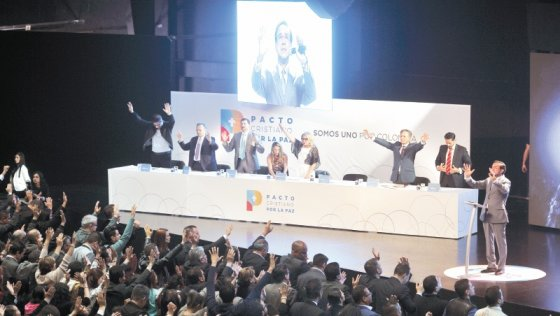 PACTO
CRISTIANO
POR LA PAZ
SOMOS UNO POR COLOMBIA
PACTO
CRISTIANO
POR LA PAZ